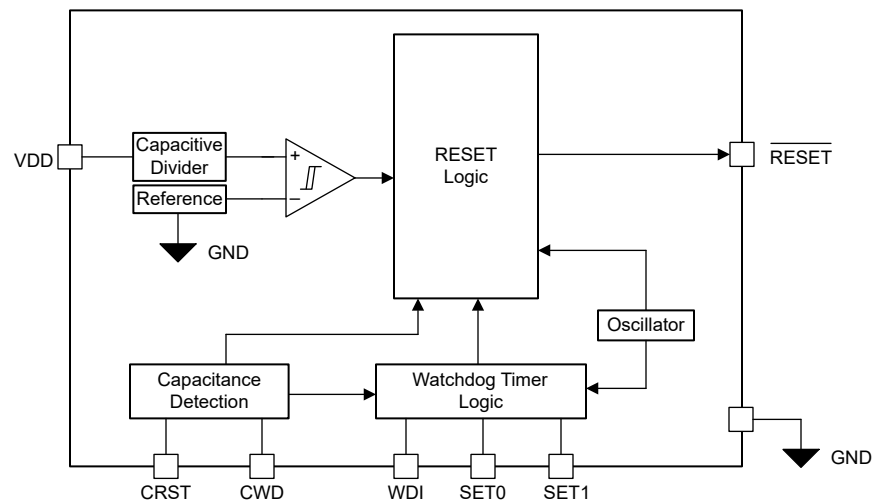 VDD
Capacitive
Divider
Reference
GND
+
−
RESET
Logic
RESET
Oscillator
Capacitance
Detection
Watchdog Timer
Logic
GND
CRST
CWD
WDI
SET0
SET1